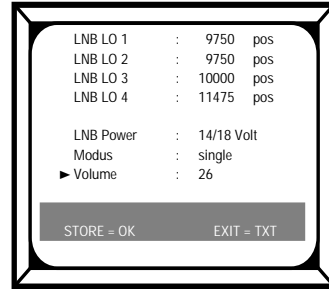 LNB LO 1 : 9750 pos
LNB LO 2 : 9750 pos
LNB LO 3 : 10000 pos
LNB LO 4 : 11475 pos
LNB Power : 14/18 Volt
Modus : single
► Volume : 26
STORE = OK EXIT = TXT